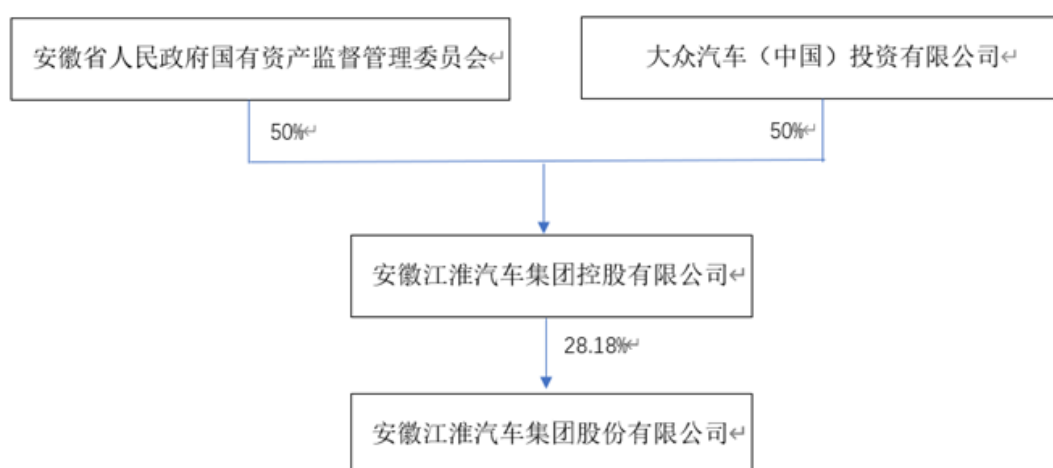 安徽省人民政府国有资产监督管理委员会↵
大众汽车（中国）投资有限公司↵
50%↵
50%↵
安徽江淮汽车集团控股有限公司↵
28.18%↵
安徽江淮汽车集团股份有限公司↵